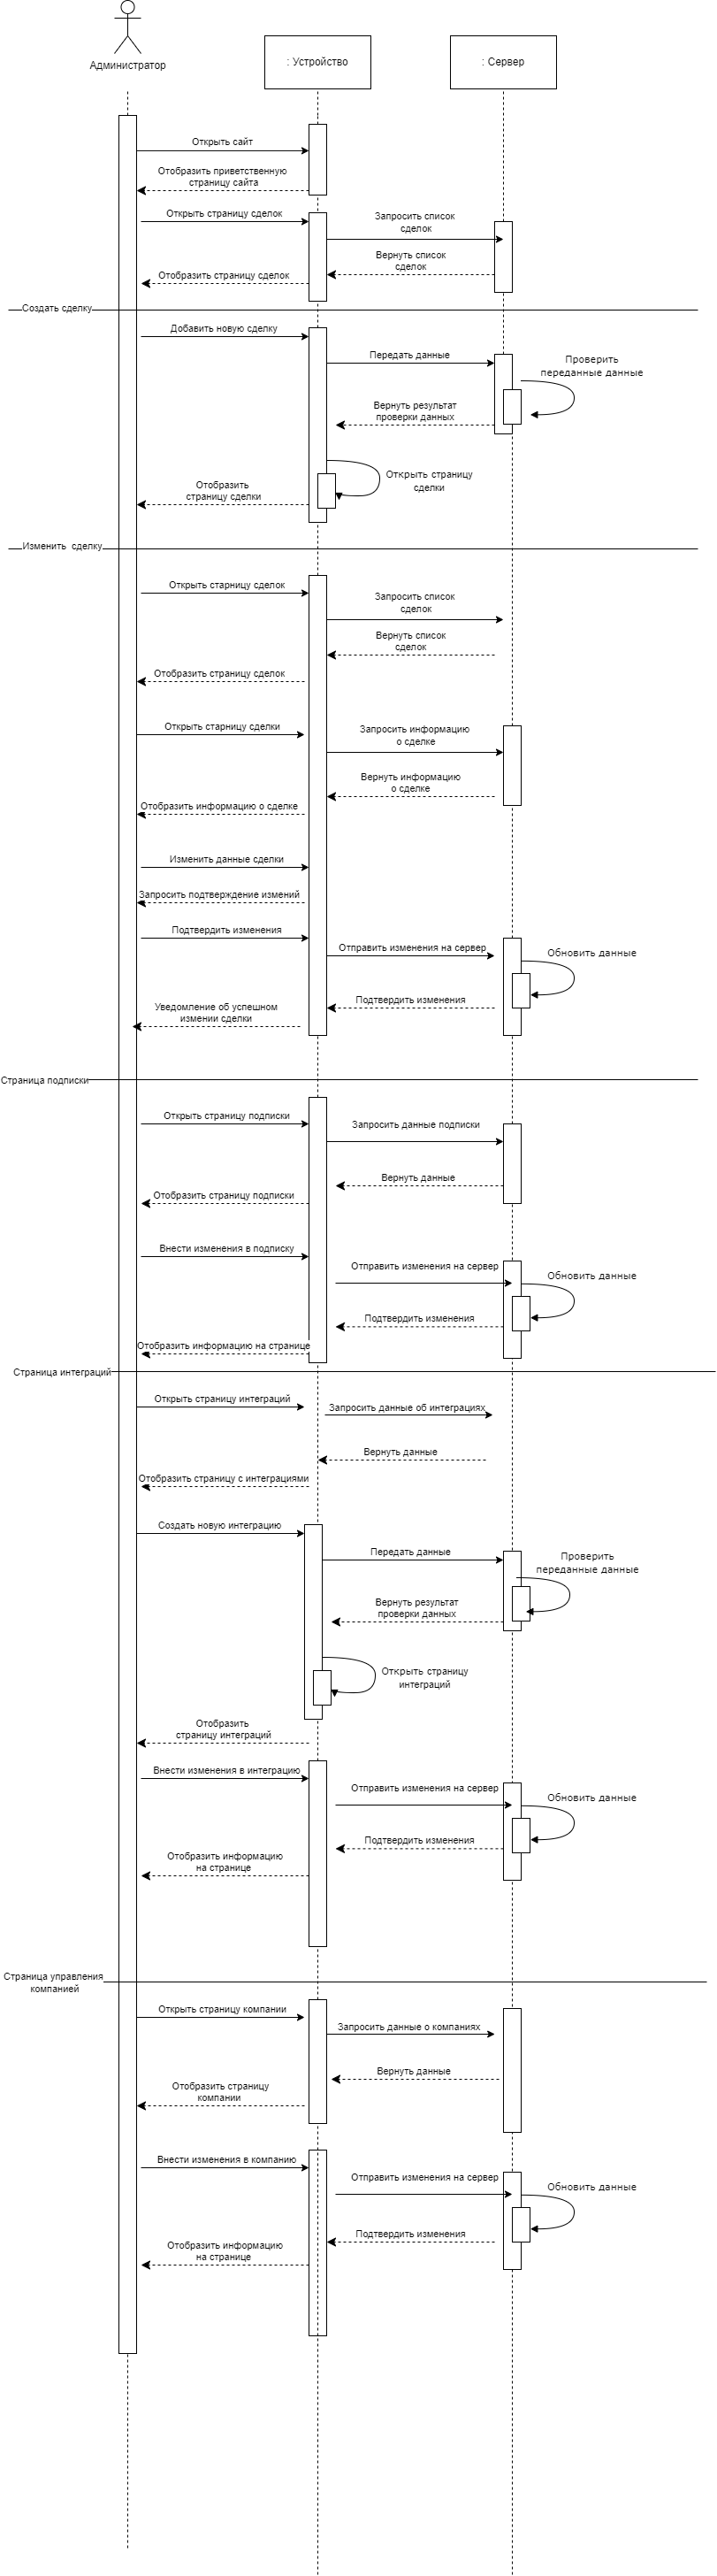 Администратор
: Устройство
: Сервер
Открыть сайт
Отобразить приветственную
страницу сайта
Открыть страницу сделок
Запросить список
сделок
Вернуть список
сделок
Отобразить страницу сделок
Создать сделку
Добавить новую сделку
Передать данные
Проверить
переданные данные
Вернуть результат
проверки данных
Открыть страницу
сделки
Отобразить
страницу сделки
Изменить сделку
Открыть старницу сделок
Запросить список
сделок
Вернуть список
сделок
Отобразить страницу сделок
Открыть старницу сделки
Запросить информацию
о сделке
Вернуть информацию
о сделке
Отобразить информацию о сделке
Изменить данные сделки
Запросить подтверждение измений
Подтвердить изменения
Отправить изменения на сервер
Обновить данные
Подтвердить изменения
Уведомление об успешном
измении сделки
Страница подписки
Открыть страницу подписки
Запросить данные подписки
Вернуть данные
Отобразить страницу подписки
Внести изменения в подписку
Отправить изменения на сервер
Обновить данные
Подтвердить изменения
Отобразить информацию на странице
Страница интеграций
Открыть страницу интеграций
Запросить данные об интеграциях
Вернуть данные
Отобразить страницу с интеграциями
Создать новую интеграцию
Передать данные
Проверить
переданные данные
Вернуть результат
проверки данных
Открыть страницу
интеграций
Отобразить
страницу интеграций
Внести изменения в интеграцию
Отправить изменения на сервер
Обновить данные
Подтвердить изменения
Отобразить информацию
на странице
Страница управления
компанией
Открыть страницу компании
Запросить данные о компаниях
Вернуть данные
Отобразить страницу
компании
Внести изменения в компанию
Отправить изменения на сервер
Обновить данные
Подтвердить изменения
Отобразить информацию
на странице